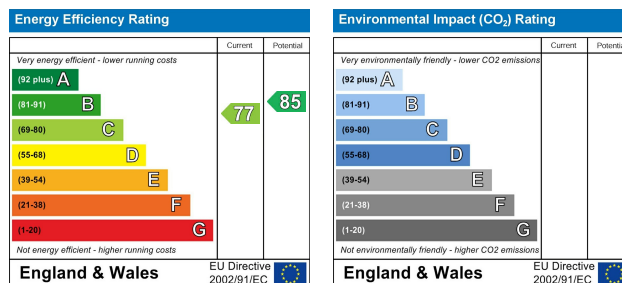 Energy Efficiency Rating
Current Potential
Very energy efficient - lower running costs
(92 plus) A
(81-91) B
(69-80) C
(55-68) D
(39-54) E
(21-38) F
(1-20) G
77
85
Not energy efficient - higher running costs
England & Wales
EU Directive
2002/91/EC
Environmental Impact (CO₂) Rating
Current Potentia
Very environmentally friendly - lower CO2 emissions
(92 plus) A
(81-91) B
(69-80) C
(55-68) D
(39-54) E
(21-38) F
(1-20) G
Not environmentally friendly - higher CO2 emissions
England & Wales
EU Directive
2002/91/EC